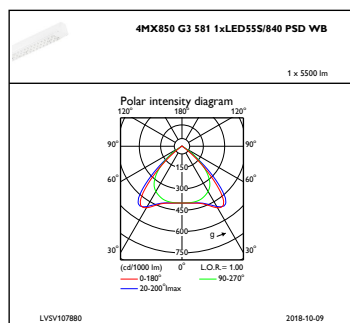 4MX850 G3 581 1xLED55S/840 PSD WB
1 x 5500 lm
Polar intensity diagram
120° 180° 120°
90° 90°
150
60° 60°
300
450
600
g
750
30° 30°
(cd/1000 lm) 0° L.O.R.= 1.00
0-180° 90-270°
20-200°Imax
LVSV107880 2018-10-09